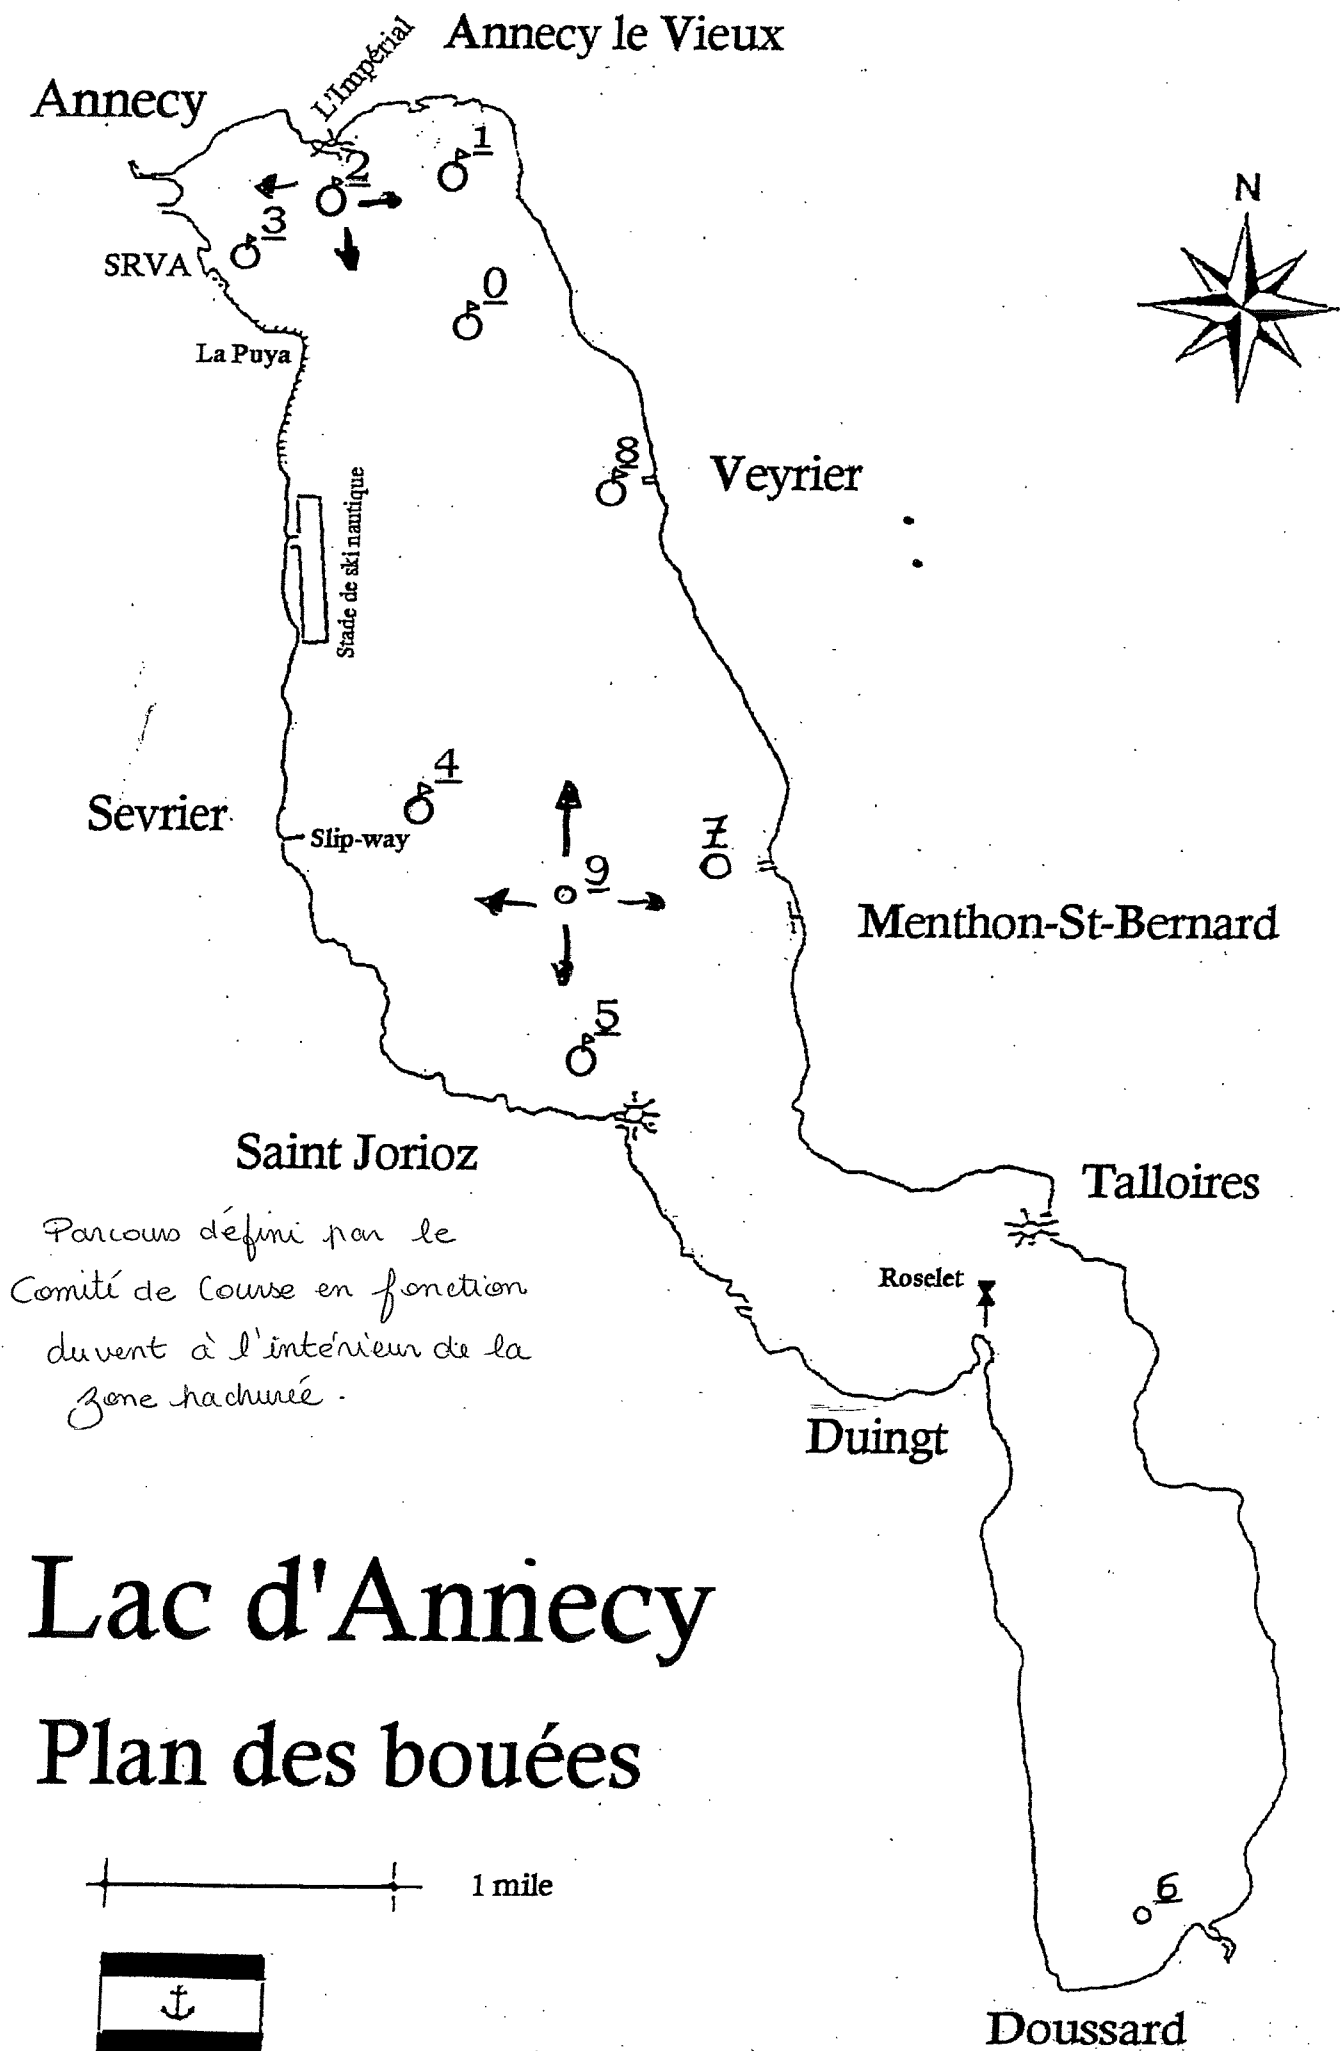 Annecy le Vieux
L'Impérial
Annecy
1
2
3
SRVA
0
La Puya
N
8
Veyrier
Stade de ski nautique
4
Sevrier
Slip-way
7
9
Menthon-St-Bernard
5
Saint Jorioz
Talloires
Parcours défini par le
Comité de Course en fonction
du vent à l'intérieur de la
zone hachurée.
Roselet
Duingt
Lac d'Annecy
Plan des bouées
1 mile
6
Doussard